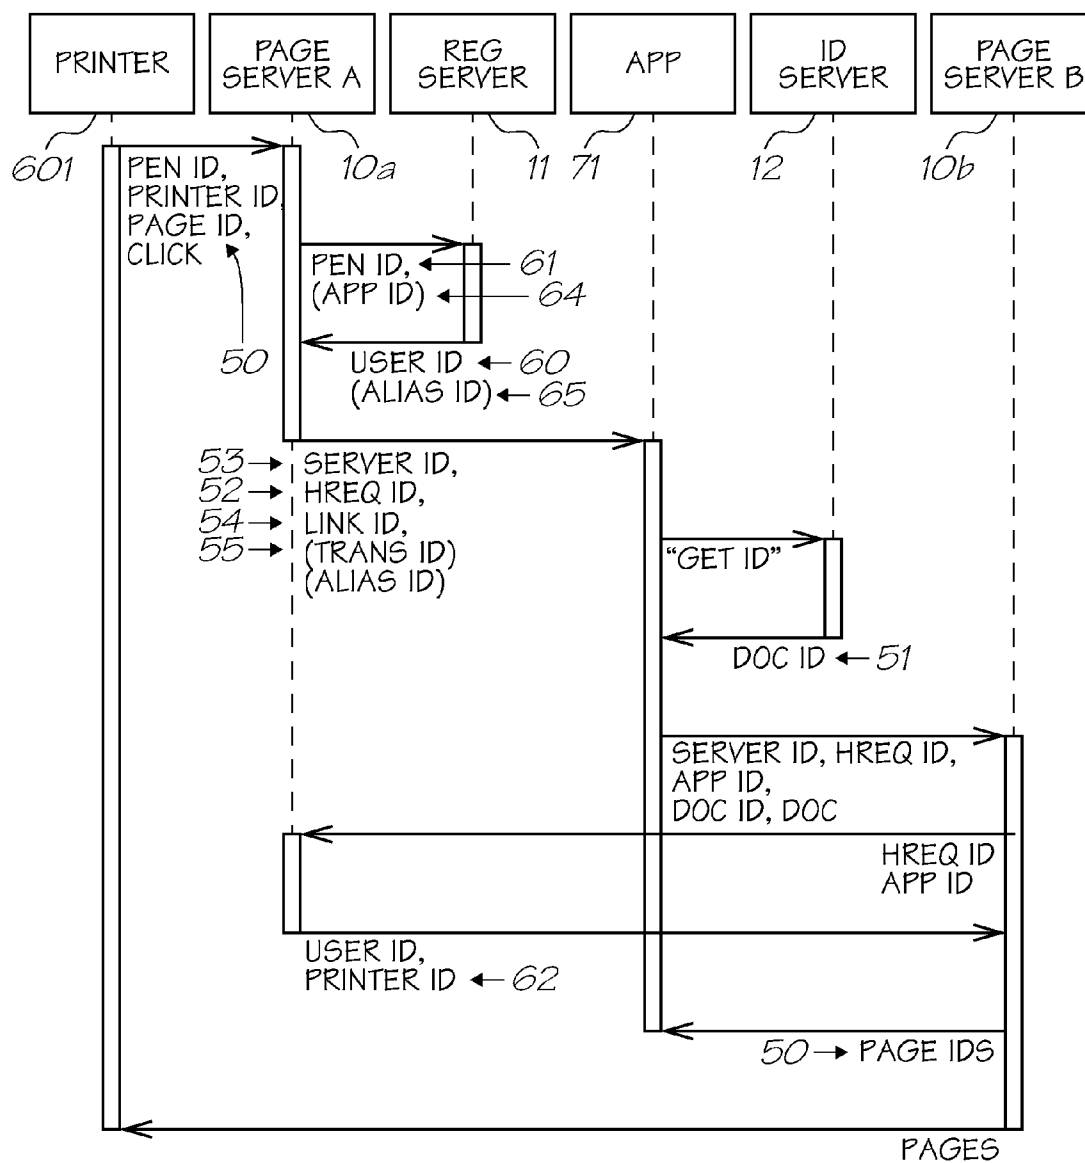 PRINTER
PAGE
SERVER A
REG
SERVER
APP
ID
SERVER
PAGE
SERVER B
601
10a
11
71
12
10b
PEN ID,
PRINTER ID,
PAGE ID,
CLICK
50
PEN ID,
61
(APP ID)
64
USER ID
60
(ALIAS ID)
65
53
SERVER ID,
52
HREQ ID,
54
LINK ID,
55
(TRANS ID)
(ALIAS ID)
“GET ID”
DOC ID
51
SERVER ID, HREQ ID,
APP ID,
DOC ID, DOC
HREQ ID
APP ID
USER ID,
PRINTER ID
62
50
PAGE IDS
PAGES